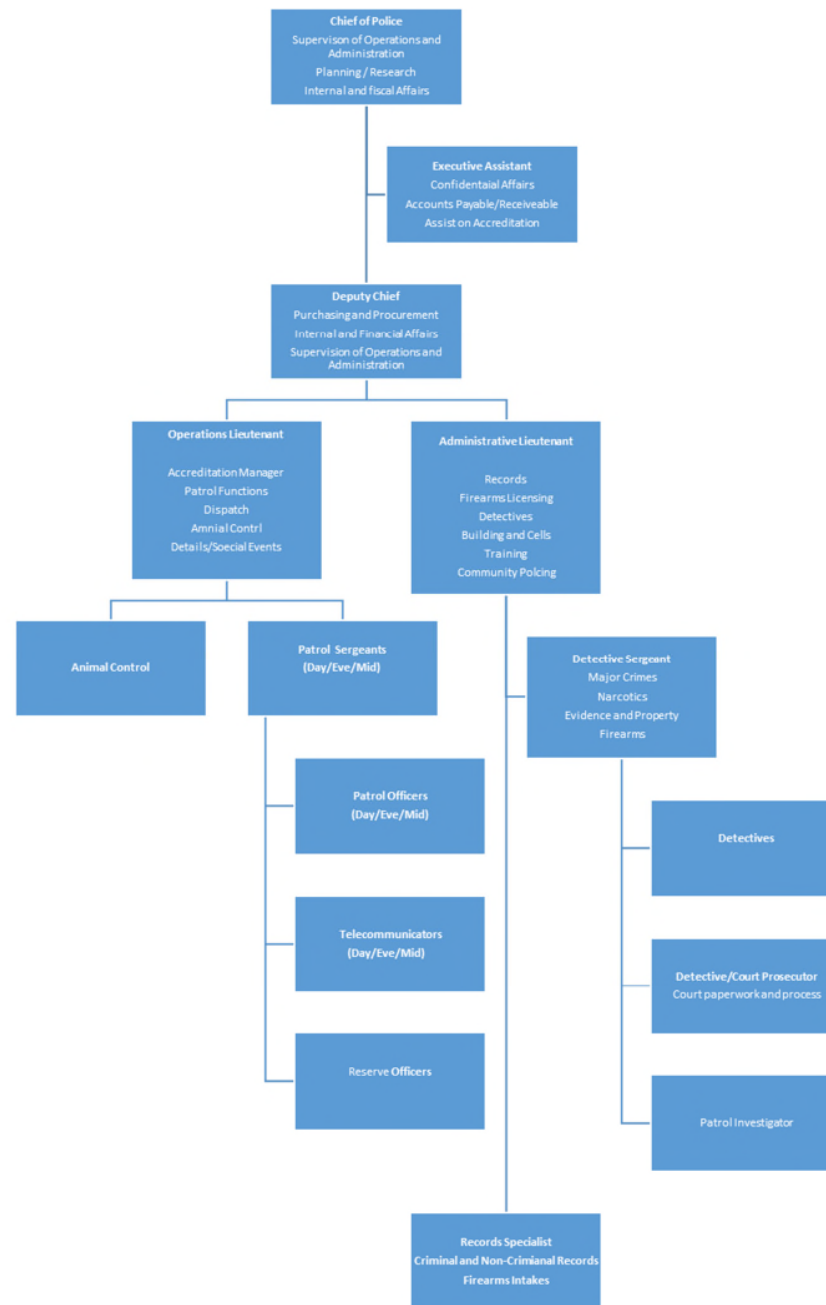 Chief of Police
Supervison of Operations and
Administration
Planning / Research
Internal and fiscal Affairs
Executive Assistant
Confidentaial Affairs
Accounts Payable/Receiveable
Assist on Accreditation
Deputy Chief
Purchasing and Procurement
Internal and Financial Affairs
Supervision of Operations and
Administration
Operations Lieutenant
Accreditation Manager
Patrol Functions
Dispatch
Amnial Contrl
Details/Soecial Events
Administrative Lieutenant
Records
Firearms Licensing
Detectives
Building and Cells
Training
Community Polcing
Animal Control
Patrol Sergeants
(Day/Eve/Mid)
Detective Sergeant
Major Crimes
Narcotics
Evidence and Property
Firearms
Patrol Officers
(Day/Eve/Mid)
Detectives
Telecommunicators
(Day/Eve/Mid)
Detective/Court Prosecutor
Court paperwork and process
Reserve Officers
Patrol Investigator
Records Specialist
Criminal and Non-Crimianal Records
Firearms Intakes